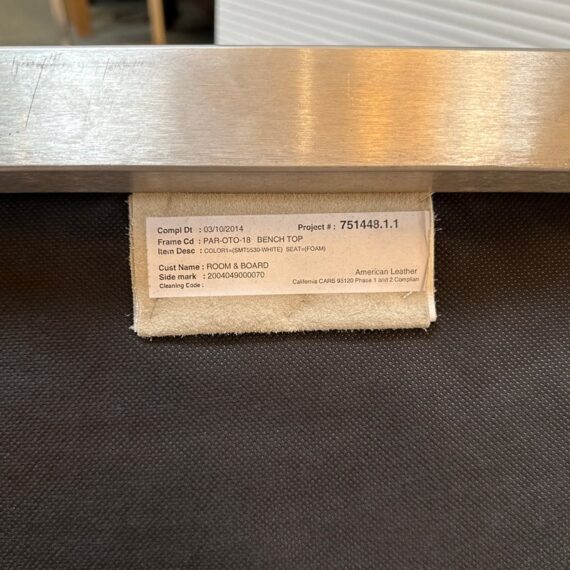 Compl Dt : 03/10/2014 Project # : 751448.1.1
Frame Cd : PAR-OTO-18 BENCH TOP
Item Desc : COLOR1=(SMT5530-WHITE) SEAT=(FOAM)
Cust Name : ROOM & BOARD
Side mark : 2004049000070 American Leather
Cleaning Code : California CARB 93120 Phase 1 and 2 Complian